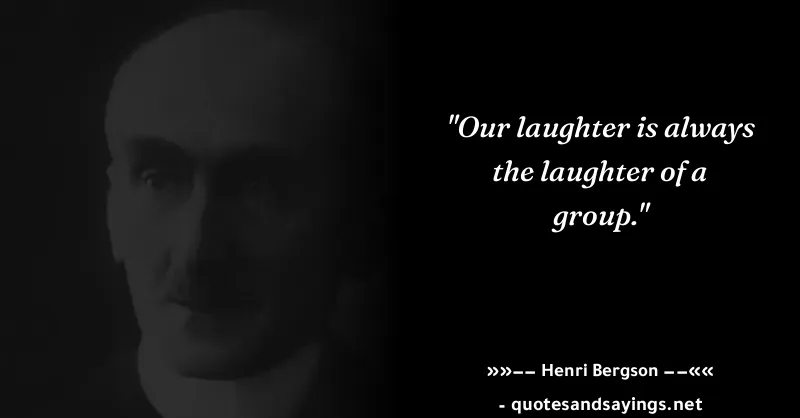 "Our laughter is always
the laughter of a
group."
»»–– Henri Bergson ––««
- quotesandsayings.net